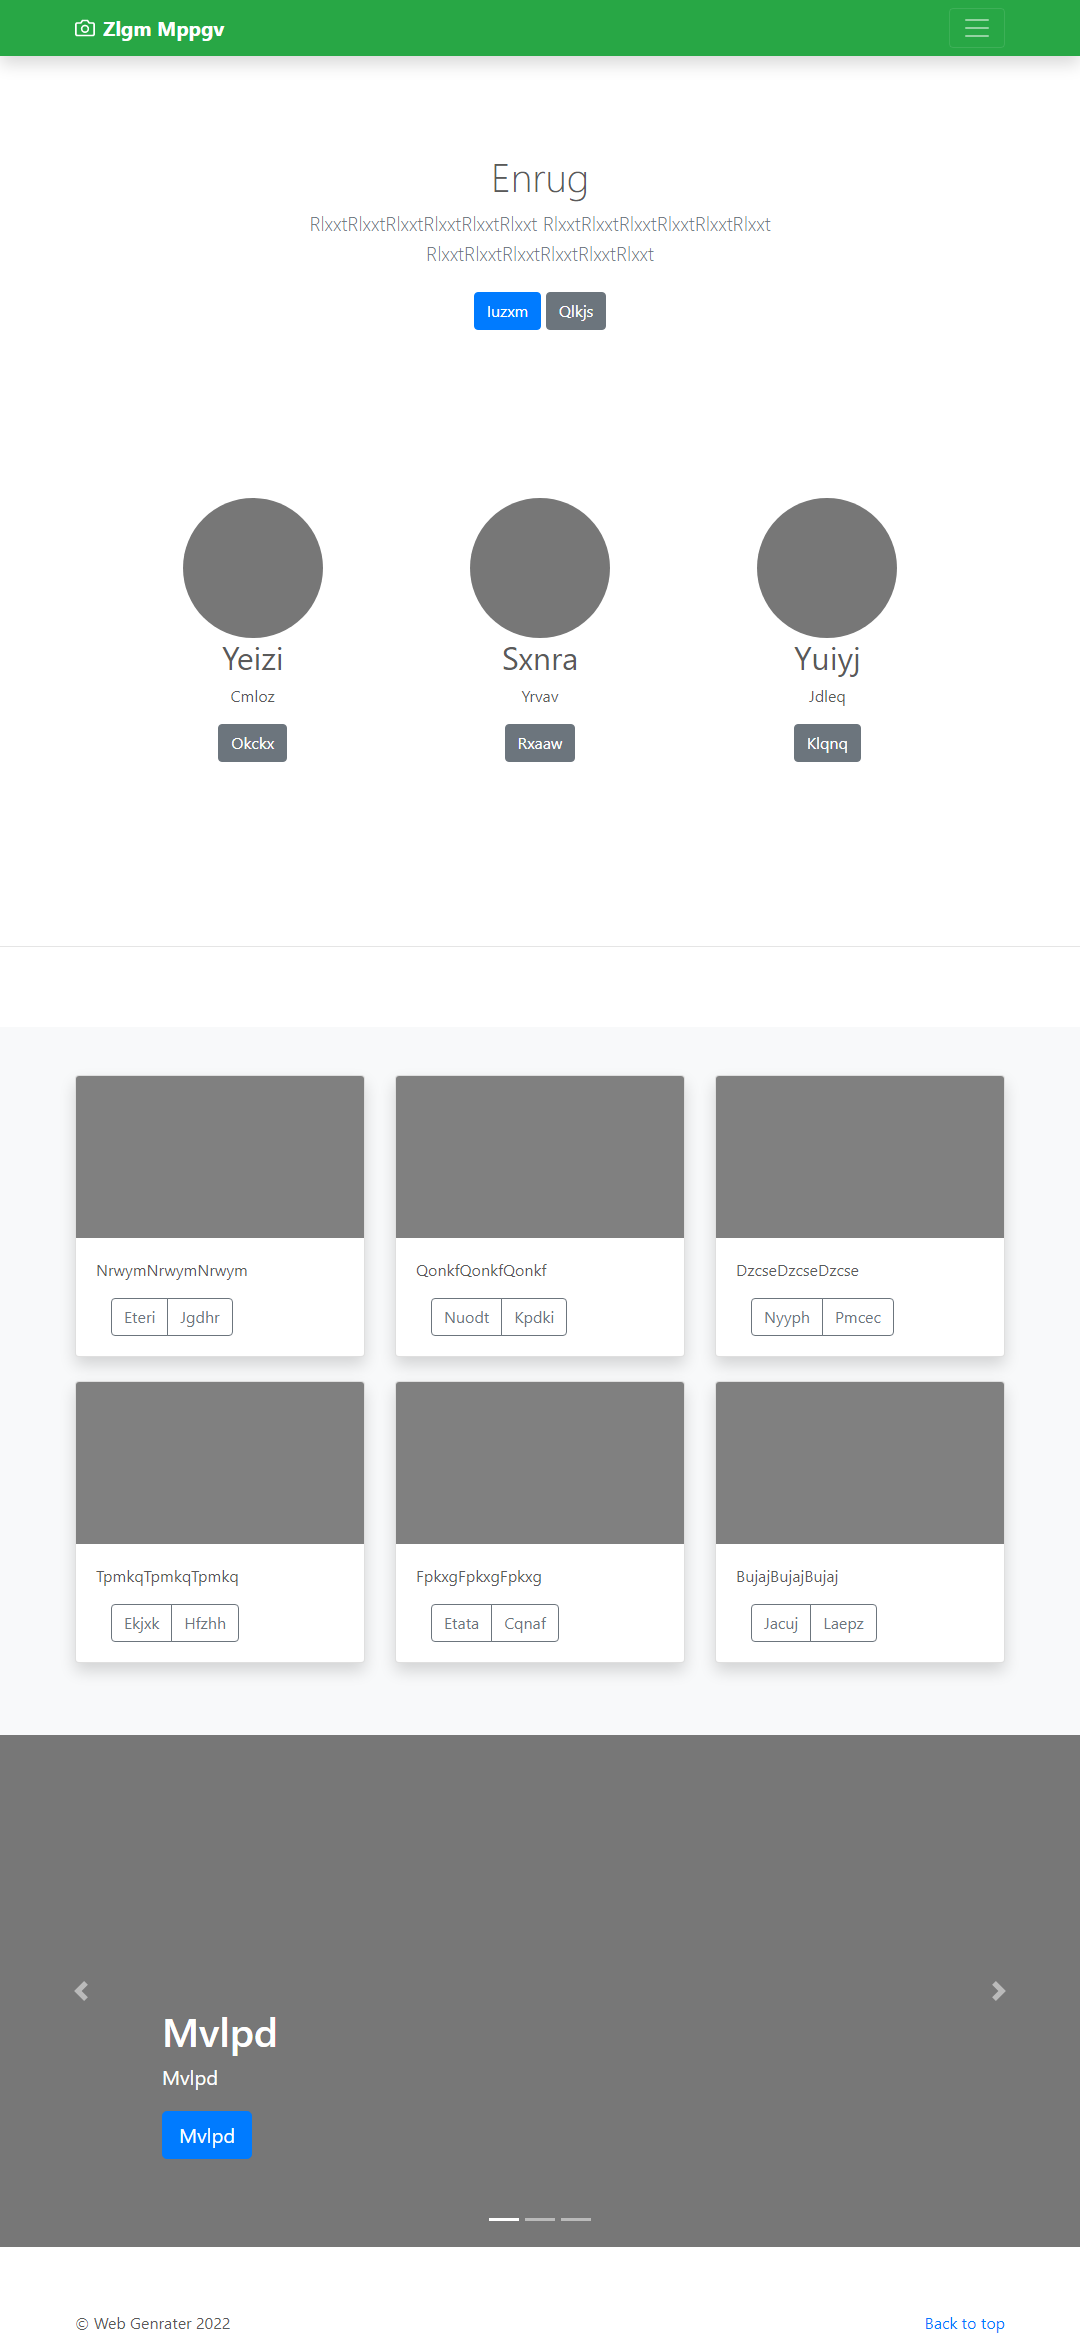 Zlgm Mppgv
Enrug
RlxxtRlxxtRlxxtRlxxtRlxxtRlxxt RlxxtRlxxtRlxxtRlxxtRlxxtRlxxt
RlxxtRlxxtRlxxtRlxxtRlxxtRlxxt
Iuzxm Qlkjs
Yeizi Sxnra Yuiyj
Cmloz Yrvav Jdleq
Okckx Rxaaw Klqnq
NrwymNrwymNrwym QonkfQonkfQonkf DzcseDzcseDzcse
Eteri Jgdhr Nuodt Kpdki Nyyph Pmcec
TpmkqTpmkqTpmkq FpkxgFpkxgFpkxg BujajBujajBujaj
Ekjxk Hfzhh Etata Cqnaf Jacuj Laepz
Mvlpd
Mvlpd
Mvlpd
© Web Genrater 2022 Back to top